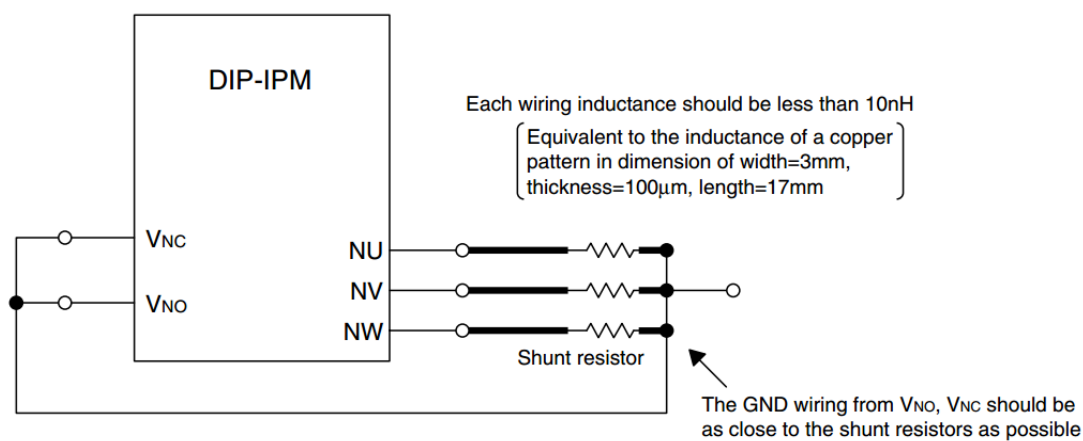 DIP-IPM
Each wiring inductance should be less than 10nH
Equivalent to the inductance of a copper
pattern in dimension of width=3mm,
thickness=100μm, length=17mm
VNC
NU
VNO
NV
NW
Shunt resistor
The GND wiring from VNO, VNC should be
as close to the shunt resistors as possible